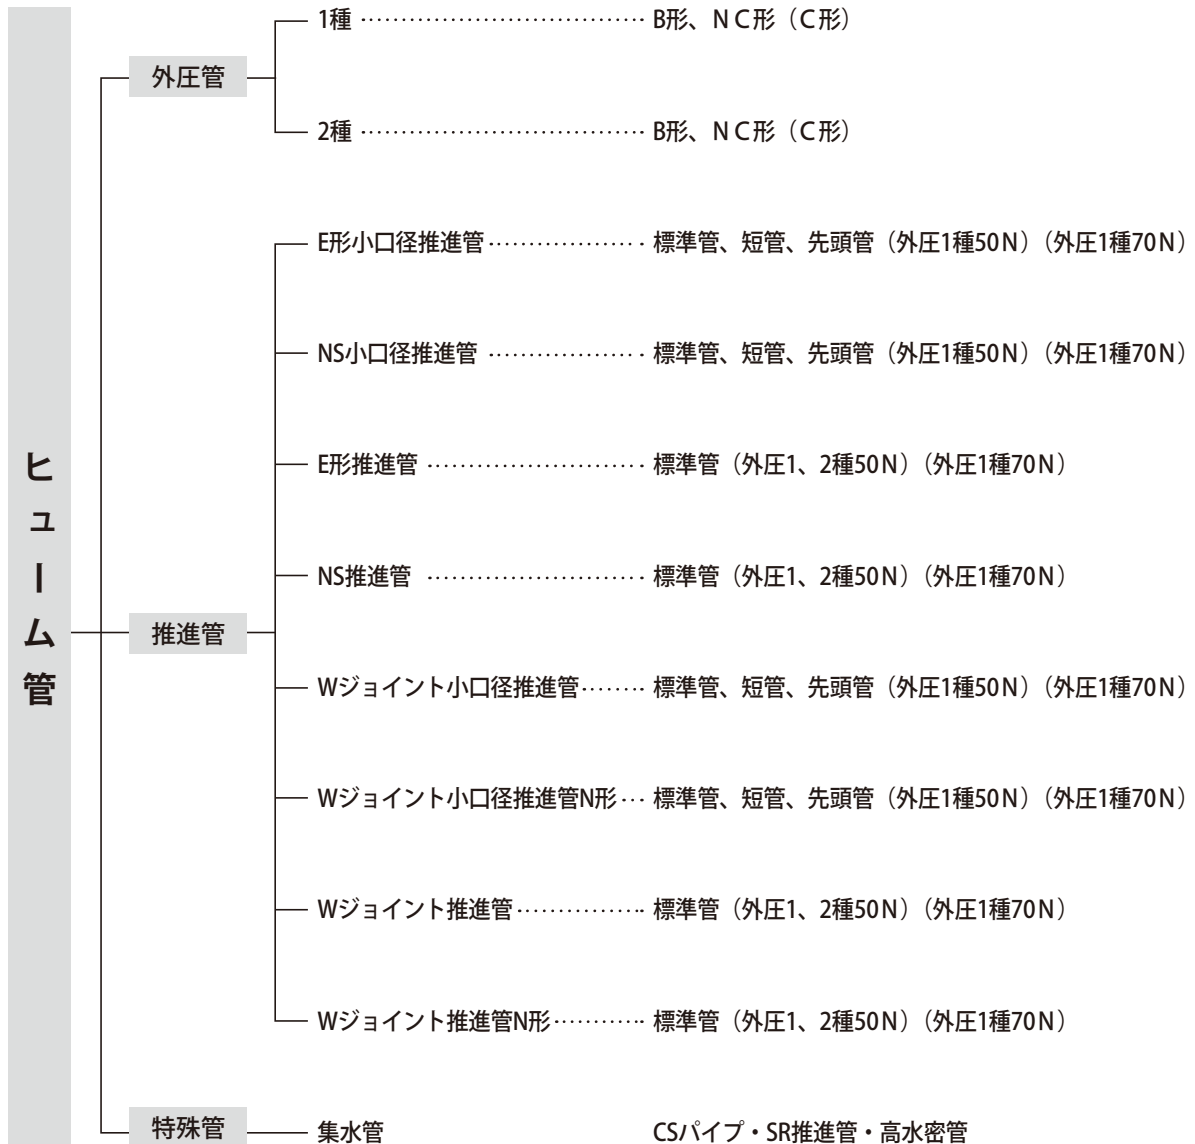 ヒューム管
外圧管
1種 ‥‥‥‥‥‥‥‥‥‥‥‥ B形、ＮＣ形（Ｃ形）
2種 ‥‥‥‥‥‥‥‥‥‥‥‥ B形、ＮＣ形（Ｃ形）
推進管
E形小口径推進管 ‥‥‥‥‥‥‥ 標準管、短管、先頭管（外圧1種50Ｎ）（外圧1種70Ｎ）
NS小口径推進管 ‥‥‥‥‥‥‥ 標準管、短管、先頭管（外圧1種50Ｎ）（外圧1種70Ｎ）
E形推進管 ‥‥‥‥‥‥‥‥‥ 標準管（外圧1、2種50Ｎ）（外圧1種70Ｎ）
NS推進管 ‥‥‥‥‥‥‥‥‥ 標準管（外圧1、2種50Ｎ）（外圧1種70Ｎ）
Wジョイント小口径推進管‥‥‥ 標準管、短管、先頭管（外圧1種50Ｎ）（外圧1種70Ｎ）
Wジョイント小口径推進管N形‥ 標準管、短管、先頭管（外圧1種50Ｎ）（外圧1種70Ｎ）
Wジョイント推進管‥‥‥‥‥‥ 標準管（外圧1、2種50Ｎ）（外圧1種70Ｎ）
Wジョイント推進管N形‥‥‥‥ 標準管（外圧1、2種50Ｎ）（外圧1種70Ｎ）
特殊管
集水管 CSパイプ・SR推進管・高水密管